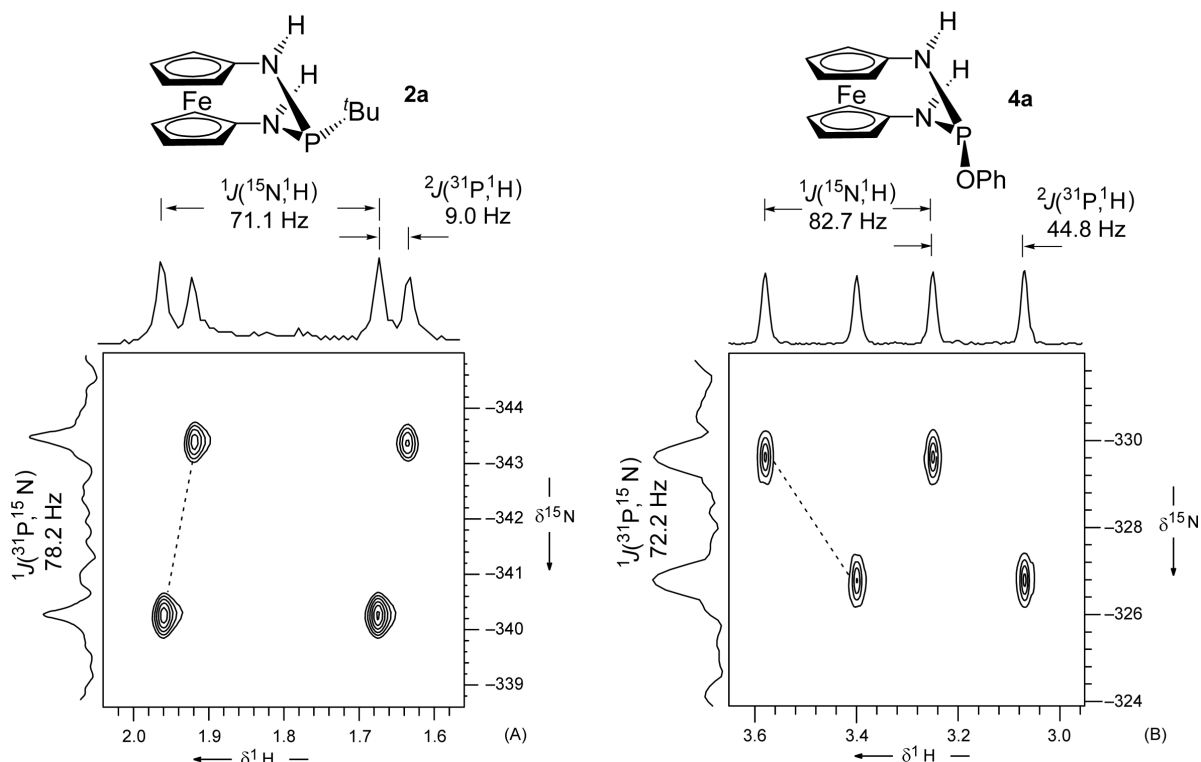 H
N
H
Fe
N
P
ᵗBu
2a
¹J(¹⁵N,¹H)
71.1 Hz
²J(³¹P,¹H)
9.0 Hz
¹J(³¹P,¹⁵N)
78.2 Hz
–344
–343
–342
–341
–340
–339
δ¹⁵N
2.0 1.9 1.8 1.7 1.6 (A)
δ¹H
H
N
H
Fe
N
P
OPh
4a
¹J(¹⁵N,¹H)
82.7 Hz
²J(³¹P,¹H)
44.8 Hz
¹J(³¹P,¹⁵N)
72.2 Hz
–330
–328
–326
–324
δ¹⁵N
3.6 3.4 3.2 3.0 (B)
δ¹H